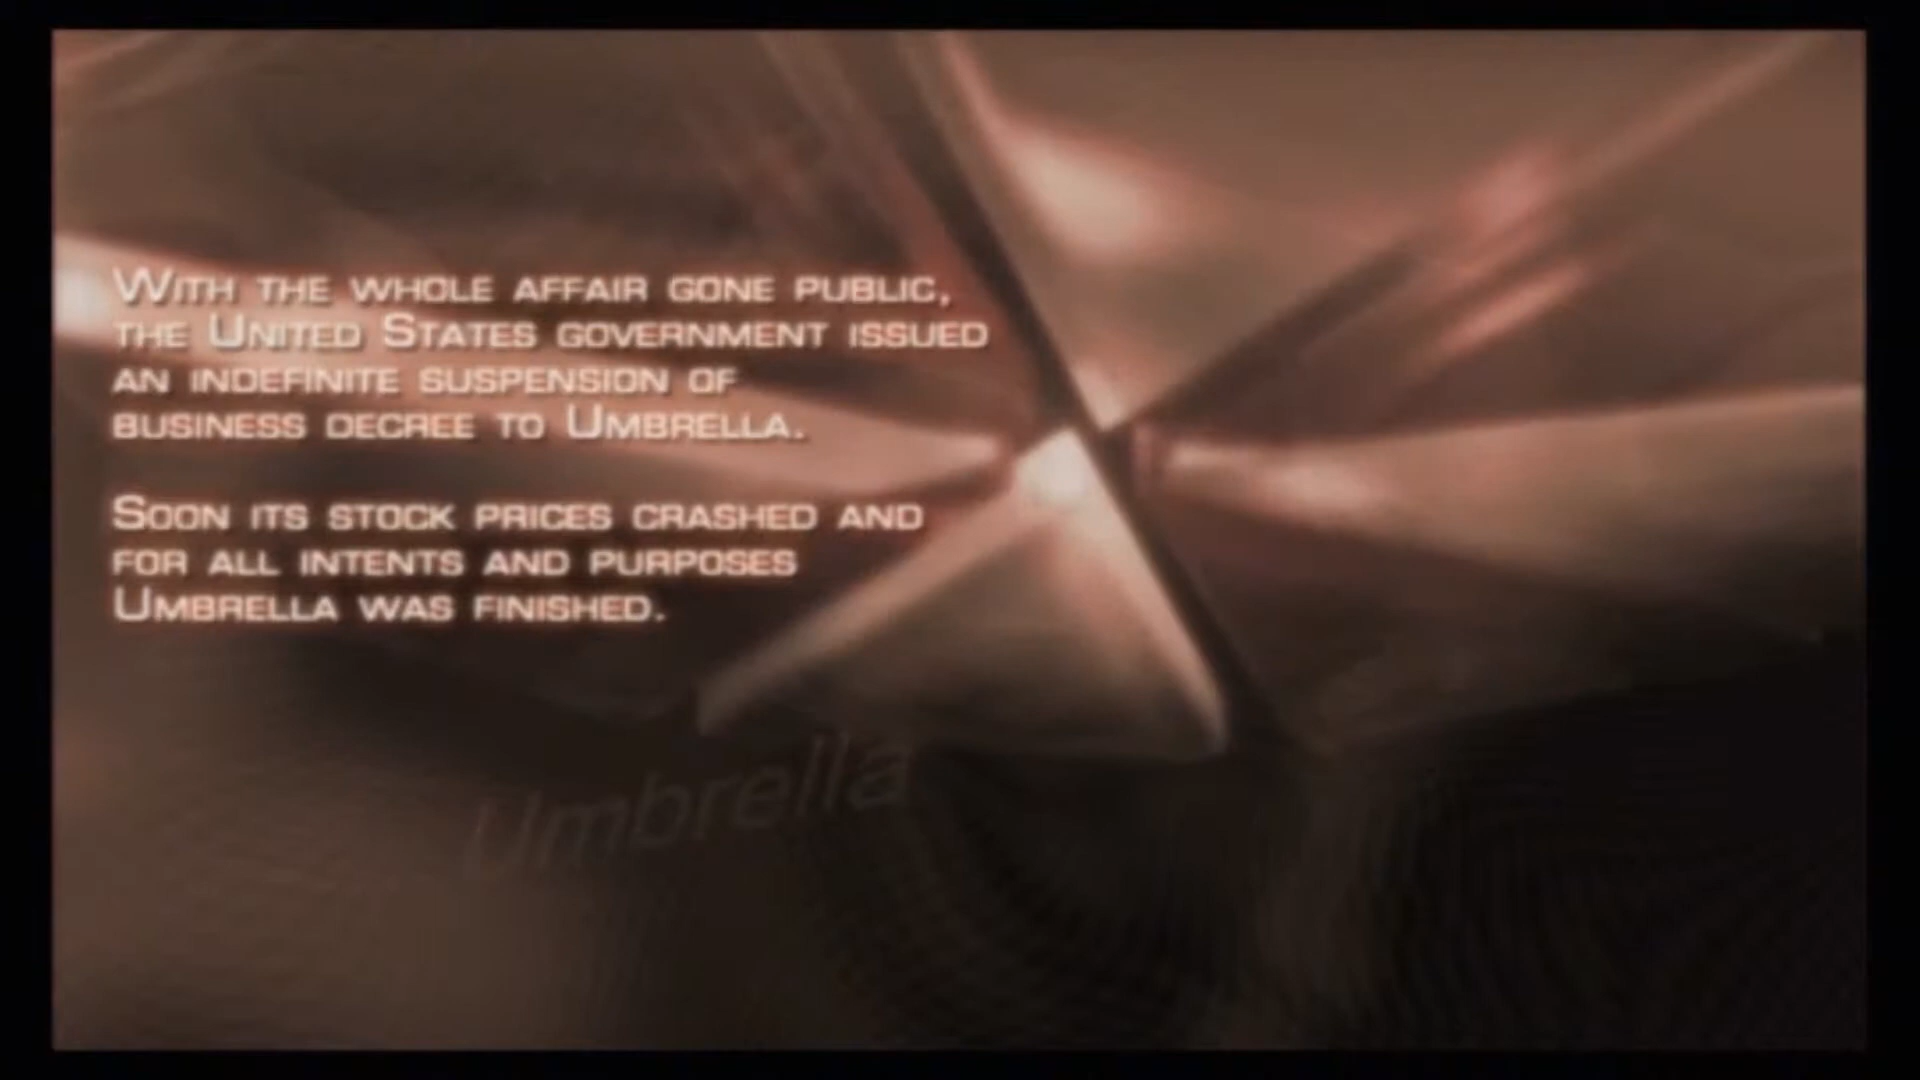 With the whole affair gone public,
the United States government issued
an indefinite suspension of
business decree to Umbrella.
Soon its stock prices crashed and
for all intents and purposes
Umbrella was finished.
Umbrella